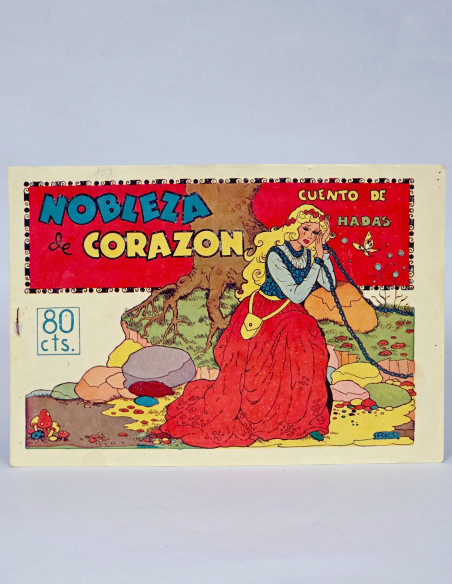 NOBLEZA
de CORAZON
CUENTO DE
HADAS
80
cts.